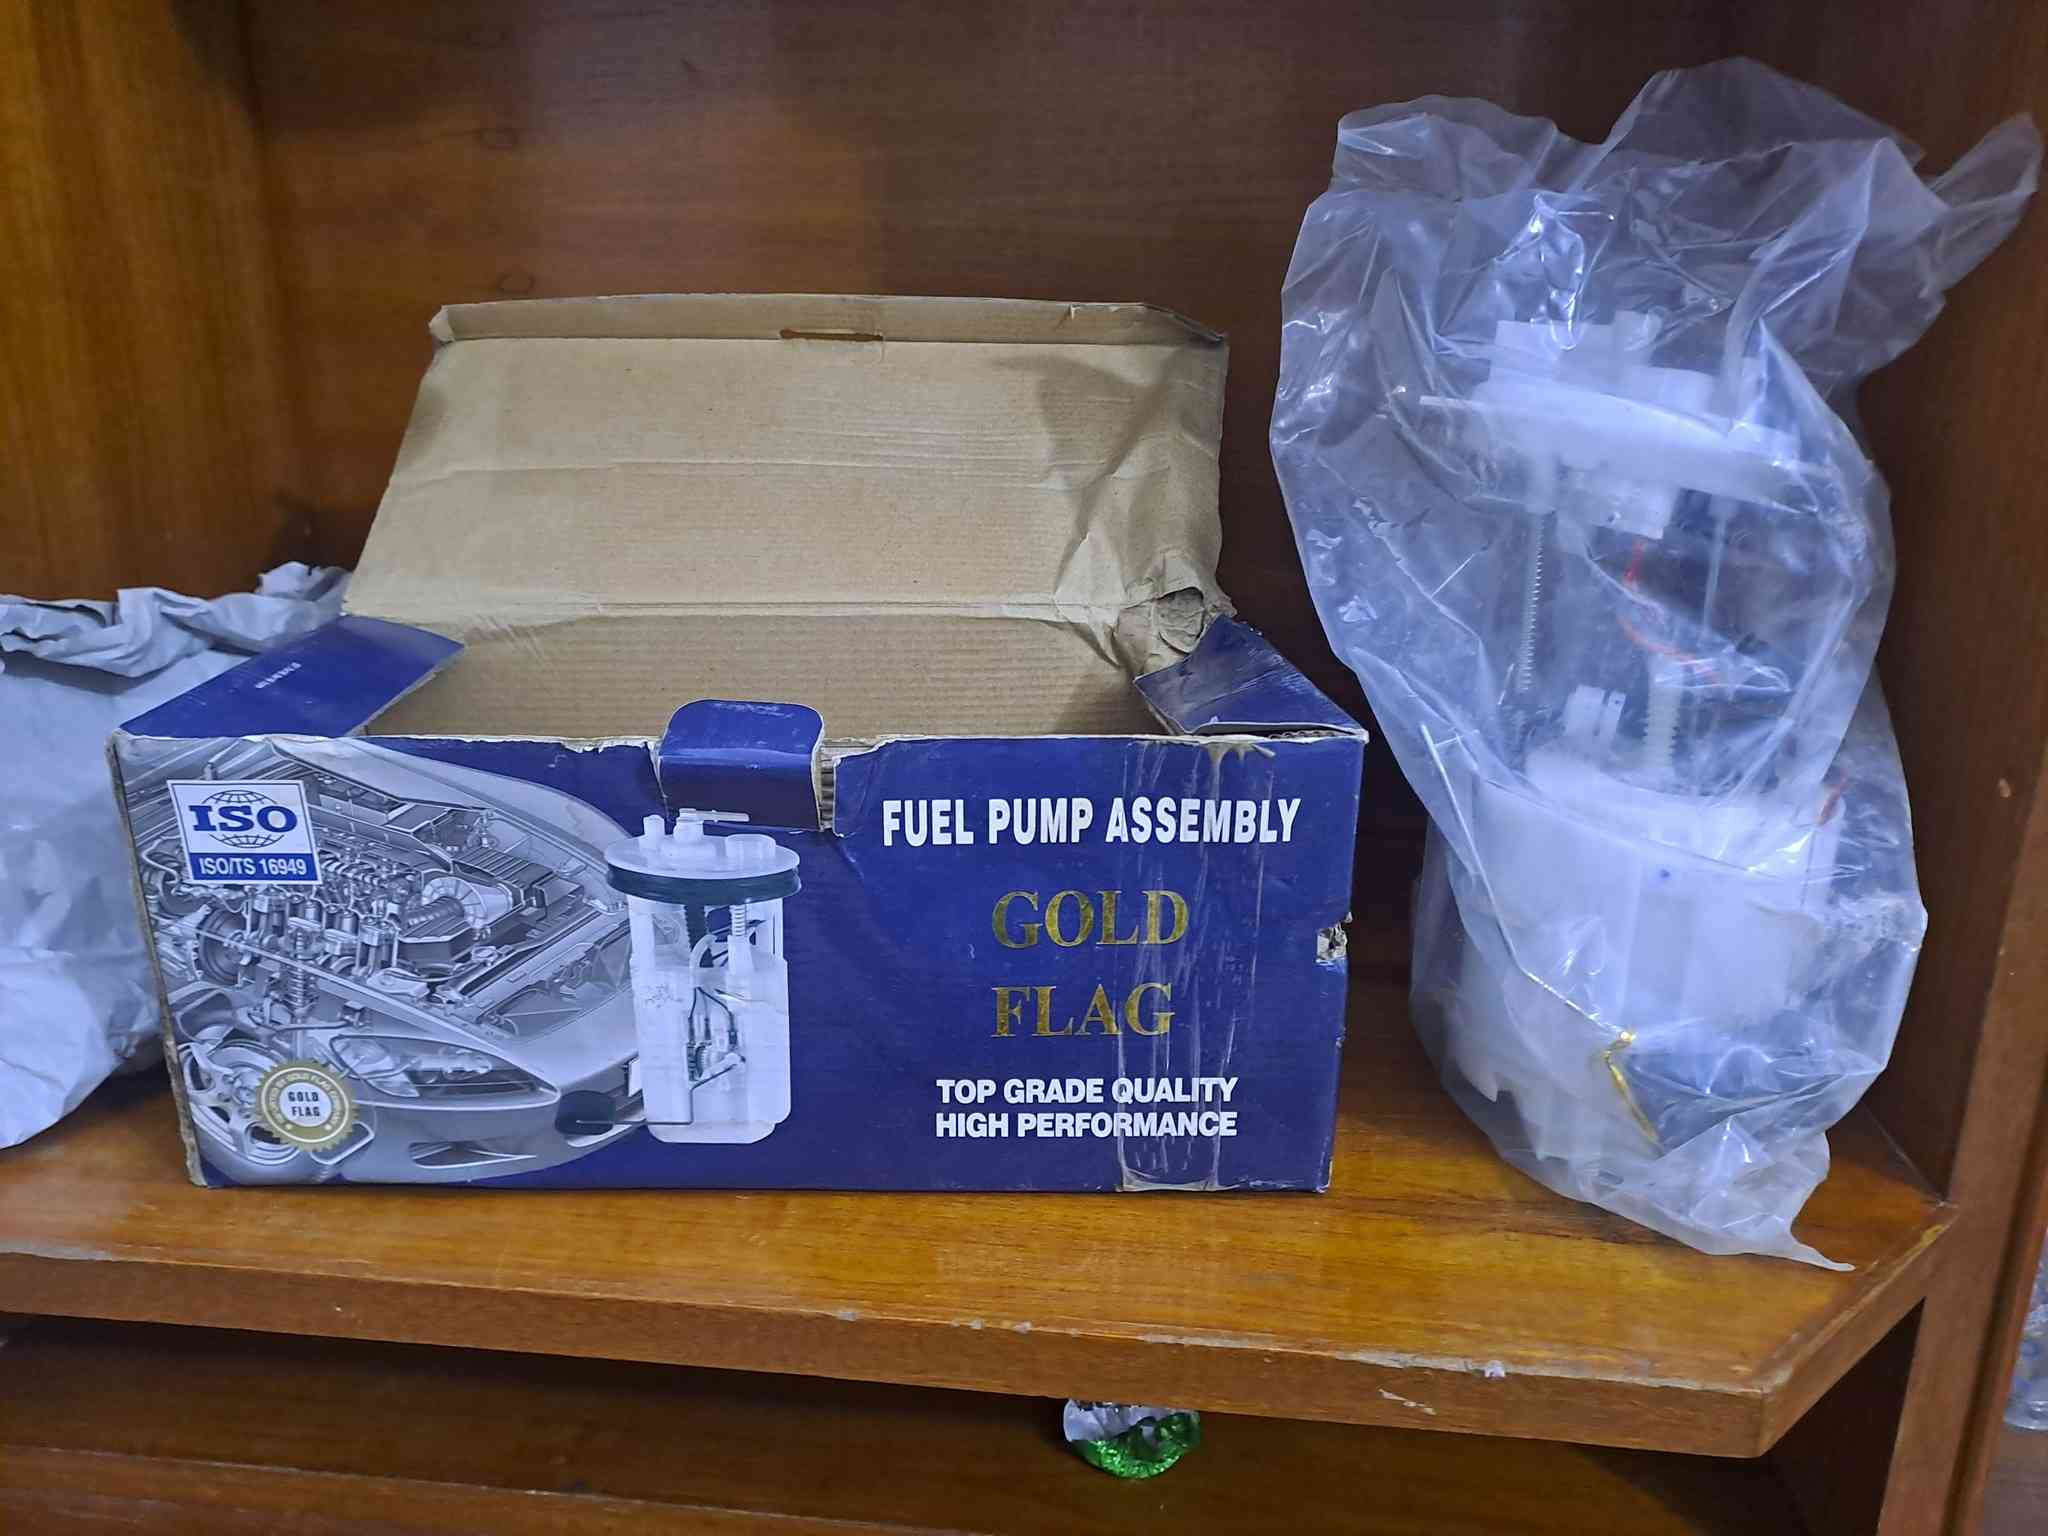 ISO
ISO/TS 16949
FUEL PUMP ASSEMBLY
GOLD
FLAG
TOP GRADE QUALITY
HIGH PERFORMANCE
GOLD
FLAG